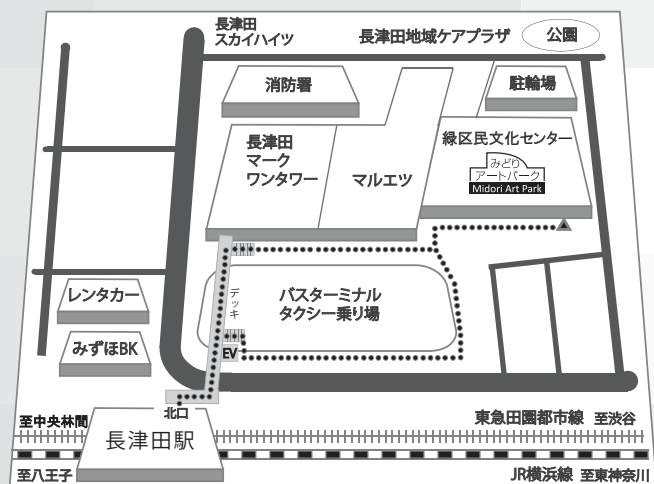 長津田
スカイハイツ
長津田地域ケアプラザ
公園
消防署
駐輪場
長津田
マーク
ワンタワー
マルエツ
緑区民文化センター
みどり
アートパーク
Midori Art Park
レンタカー
デッキ
バスターミナル
タクシー乗り場
みずほBK
EV
北口
至中央林間
長津田駅
東急田園都市線 至渋谷
至八王子
JR横浜線 至東神奈川